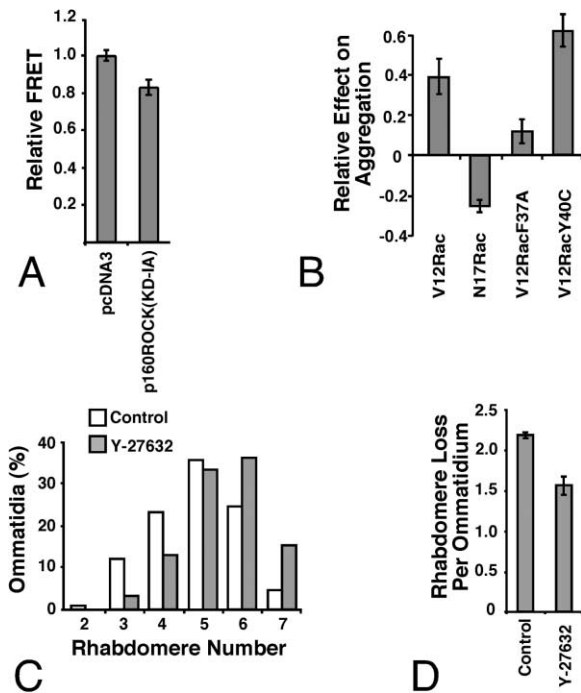 Relative FRET
1.2
1.0
0.8
0.6
0.4
0.2
pcDNA3
p160ROCK(KD-IA)
A
Relative Effect on
Aggregation
0.6
0.4
0.2
0
-0.2
-0.4
V12Rac
N17Rac
V12RacF37A
V12RacY40C
B
Control
Y-27632
Ommatidia (%)
40
30
20
10
0
2 3 4 5 6 7
Rhabdomere Number
C
Rhabdomere Loss
Per Ommatidium
2.5
2.0
1.5
1.0
0.5
0.0
Control
Y-27632
D